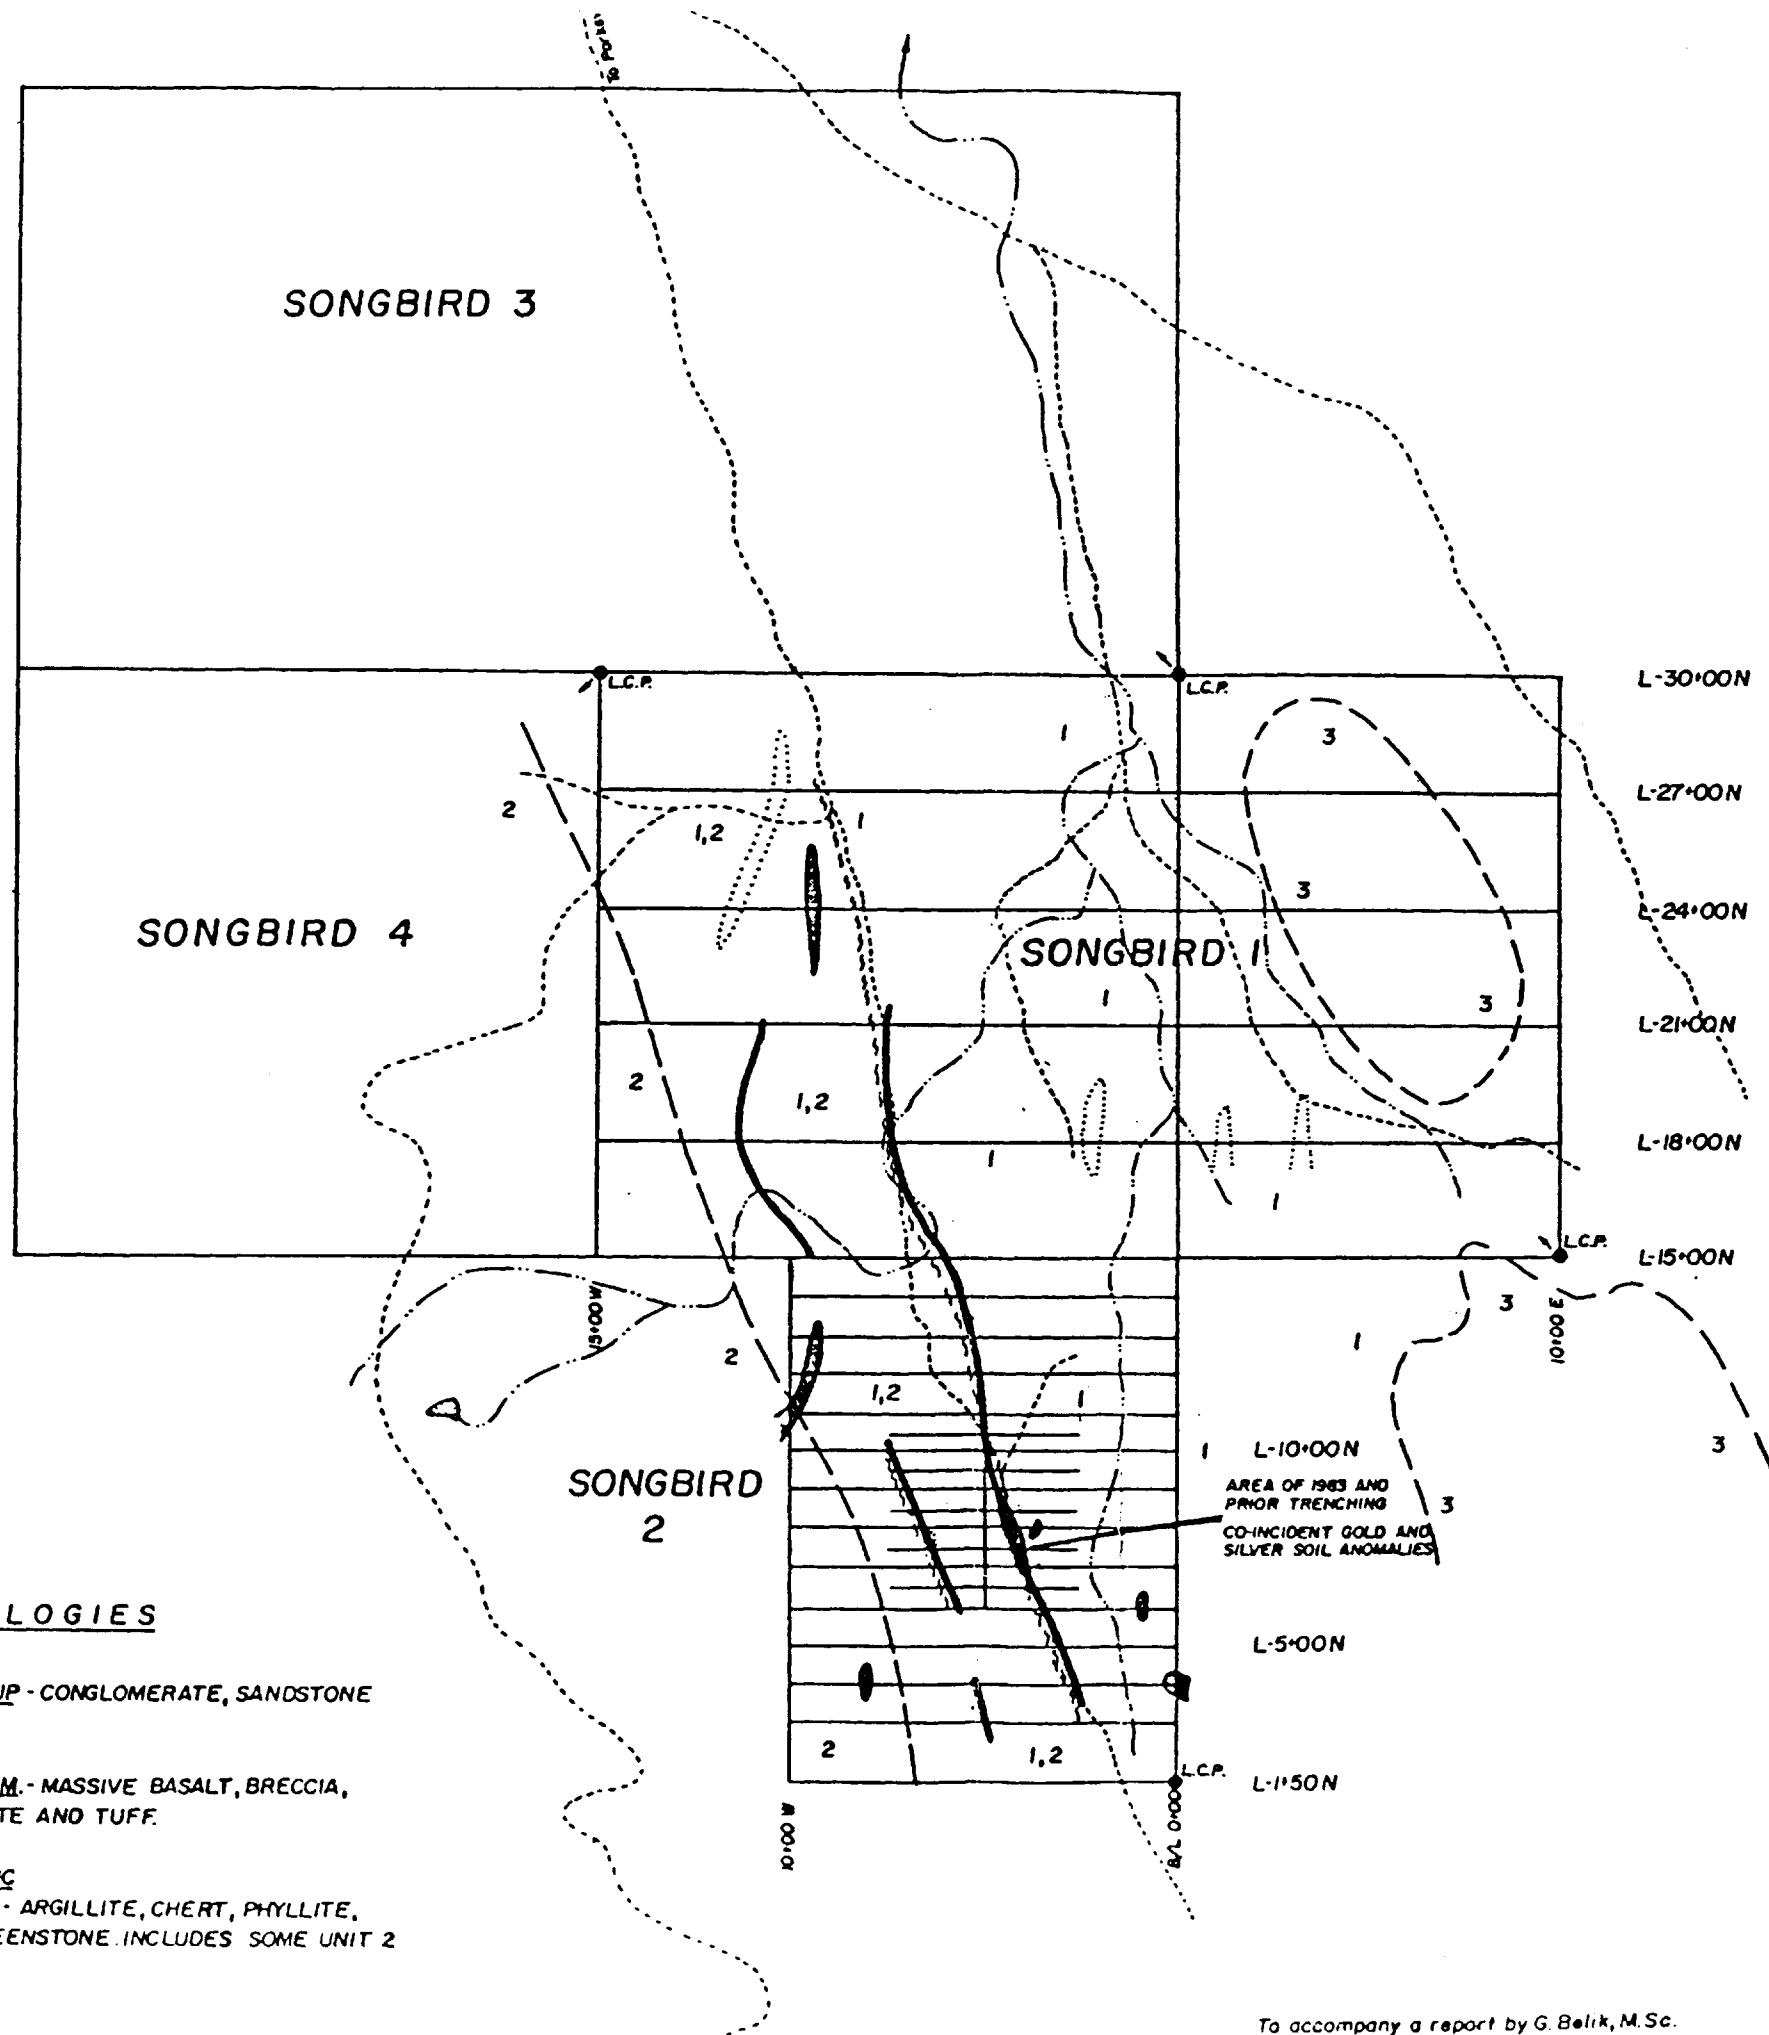 SONGBIRD 3
L.C.P.
L.C.P.
L-30+00N
1
3
2
L-27+00N
1,2
1
3
L-24+00N
SONGBIRD 4
SONGBIRD 1
1
3
L-21+00N
2
1,2
L-18+00N
1
1
L.C.P.
L-15+00N
15+00 W
3
10+00 E
1
2
1,2
1
1
L-10+00N
3
SONGBIRD
2
AREA OF 1983 AND
PRIOR TRENCHING
3
CO-INCIDENT GOLD AND
SILVER SOIL ANOMALIES
LOGIES
L-5+00N
UP - CONGLOMERATE, SANDSTONE
2
1,2
L.C.P.
L-1+50N
M. - MASSIVE BASALT, BRECCIA,
TE AND TUFF.
10+00 W
B/L 0+00
C
- ARGILLITE, CHERT, PHYLLITE,
EENSTONE. INCLUDES SOME UNIT 2
To accompany a report by G. Belik, M.Sc.